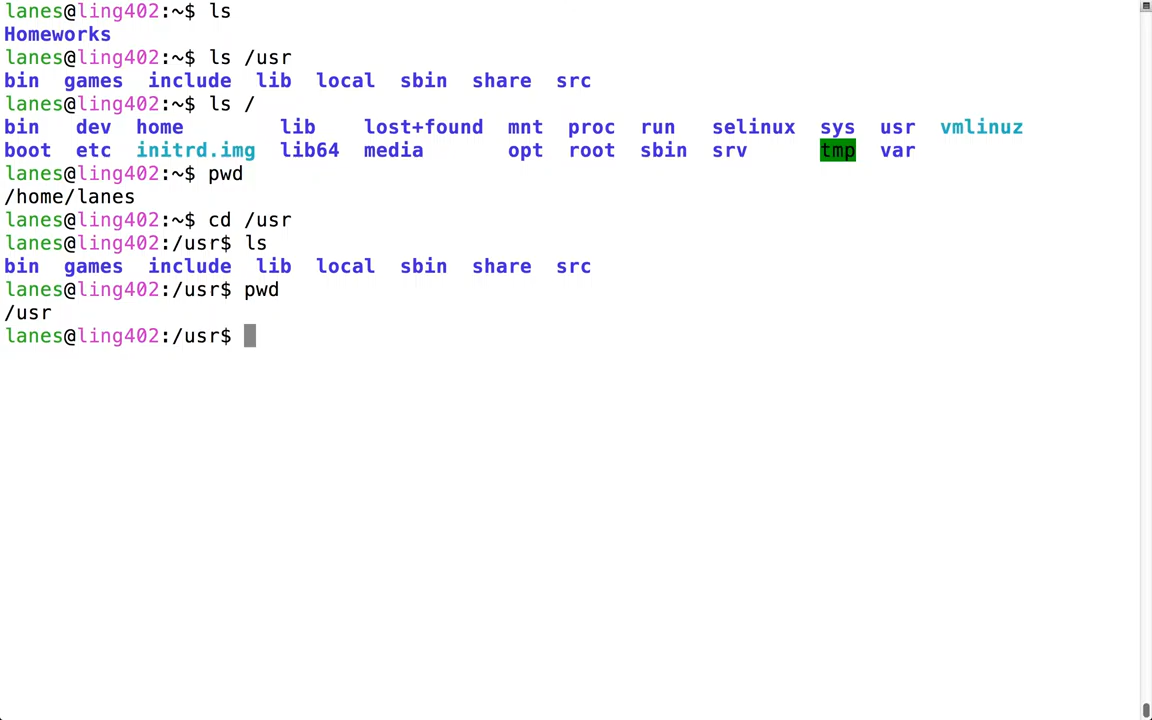 lanes@ling402:~$ ls
Homeworks
lanes@ling402:~$ ls /usr
bin  games  include  lib  local  sbin  share  src
lanes@ling402:~$ ls /
bin   dev  home        lib    lost+found  mnt  proc  run   selinux  sys  usr  vmlinuz
boot  etc  initrd.img  lib64  media       opt  root  sbin  srv      tmp  var
lanes@ling402:~$ pwd
/home/lanes
lanes@ling402:~$ cd /usr
lanes@ling402:/usr$ ls
bin  games  include  lib  local  sbin  share  src
lanes@ling402:/usr$ pwd
/usr
lanes@ling402:/usr$